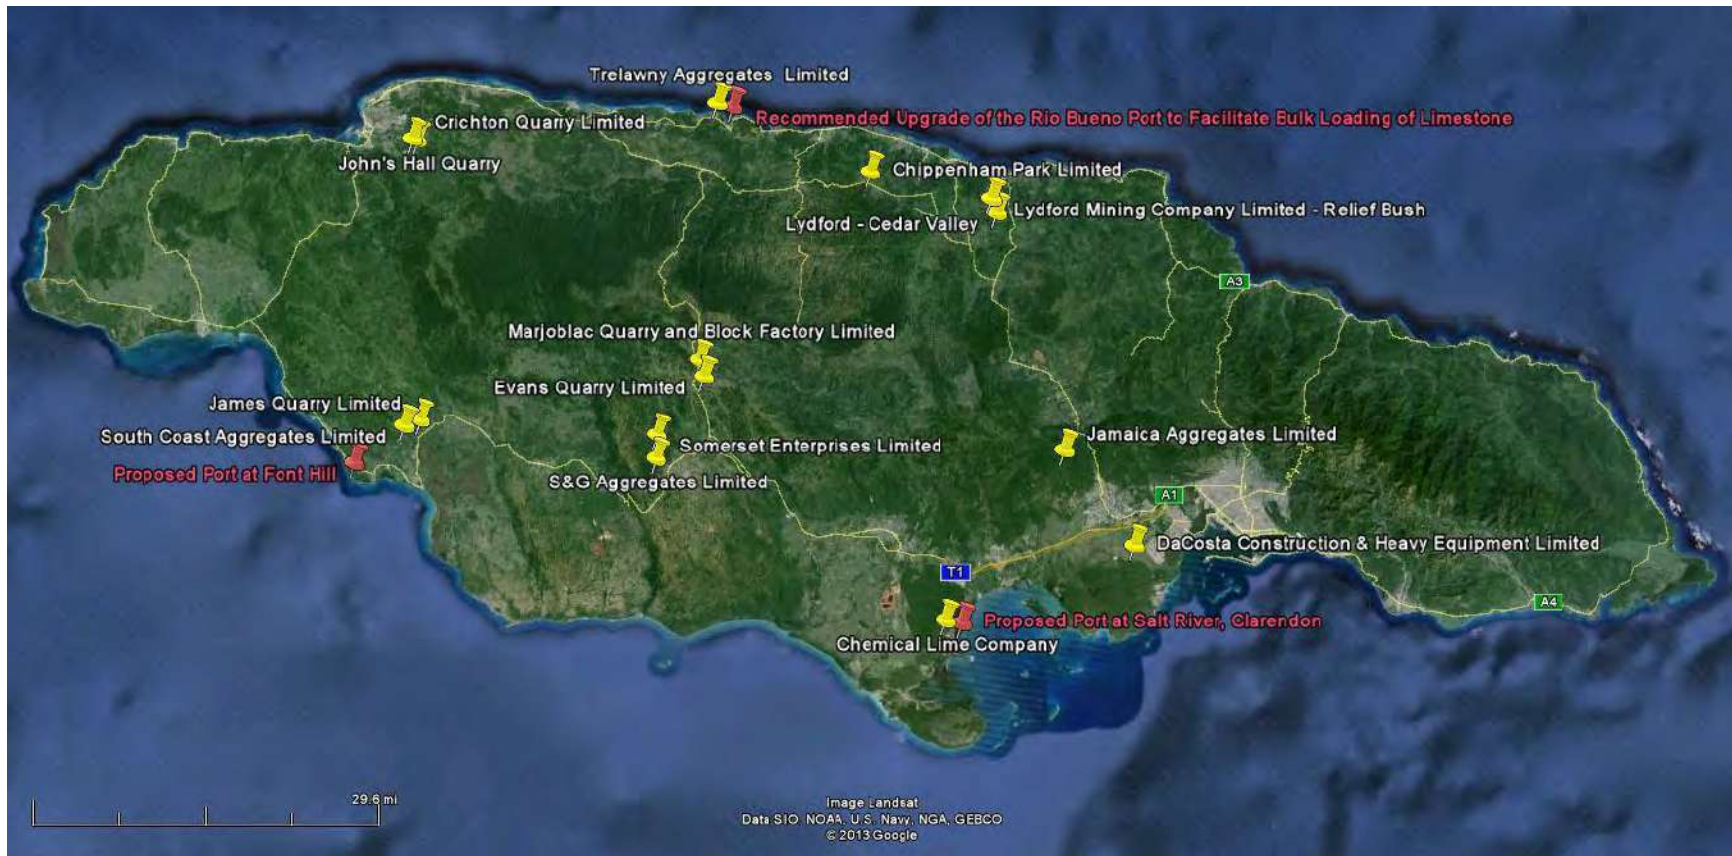 Trelawny Aggregates Limited
Recommended Upgrade of the Rio Bueno Port to Facilitate Bulk Loading of Limestone
Crichton Quarry Limited
John's Hall Quarry
Chippenham Park Limited
Lydford Mining Company Limited - Relief Bush
Lydford - Cedar Valley
A3
Marjoblac Quarry and Block Factory Limited
Evans Quarry Limited
James Quarry Limited
South Coast Aggregates Limited
Proposed Port at Font Hill
Somerset Enterprises Limited
S&G Aggregates Limited
Jamaica Aggregates Limited
A1
DaCosta Construction & Heavy Equipment Limited
T1
A4
Proposed Port at Salt River, Clarendon
Chemical Lime Company
29.6 mi
Image Landsat
Data SIO, NOAA, U.S. Navy, NGA, GEBCO
© 2013 Google